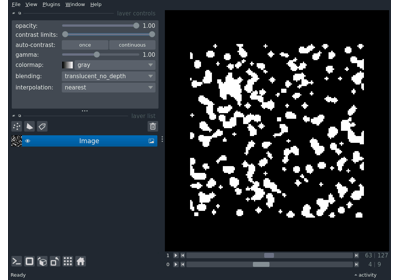 File View Plugins Window Help
layer controls
opacity: 1.00
contrast limits:
auto-contrast: once continuous
gamma: 1.00
colormap: gray
blending: translucent_no_depth
interpolation: nearest
layer list
Image
1 63 127
0 4 9
Ready activity